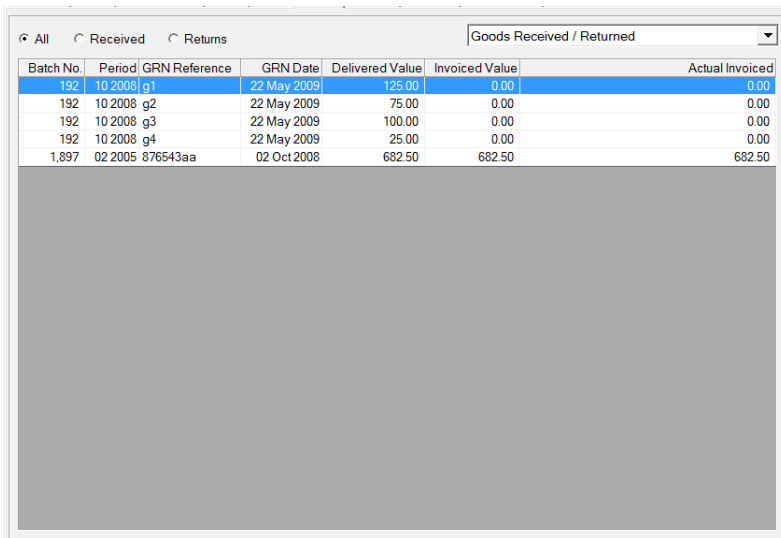 All Received Returns Goods Received / Returned
Batch No. Period GRN Reference GRN Date Delivered Value Invoiced Value Actual Invoiced
192 10 2008 g1 22 May 2009 125.00 0.00 0.00
192 10 2008 g2 22 May 2009 75.00 0.00 0.00
192 10 2008 g3 22 May 2009 100.00 0.00 0.00
192 10 2008 g4 22 May 2009 25.00 0.00 0.00
1,897 02 2005 876543aa 02 Oct 2008 682.50 682.50 682.50